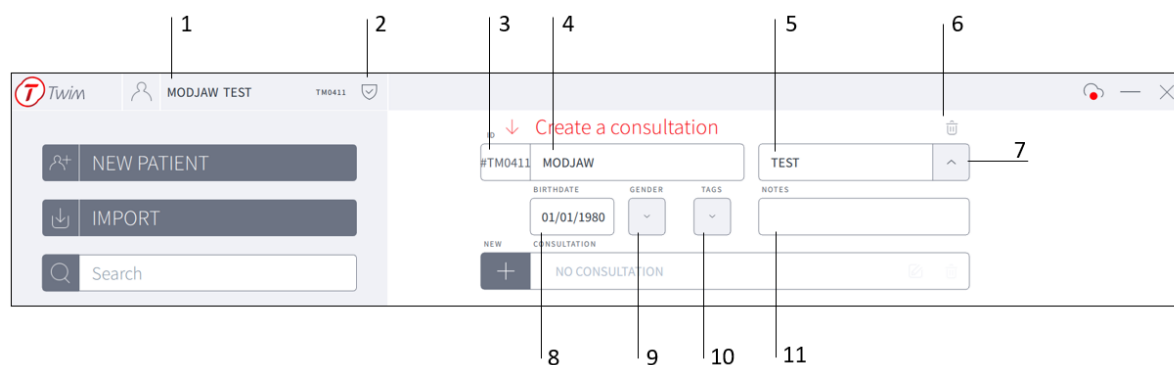 1 2 3 4 5 6
Twim MODJAW TEST TM0411
ID Create a consultation
NEW PATIENT
#TM0411 MODJAW TEST 7
BIRTHDATE GENDER TAGS NOTES
IMPORT
01/01/1980
NEW CONSULTATION
Search
NO CONSULTATION
8 9 10 11